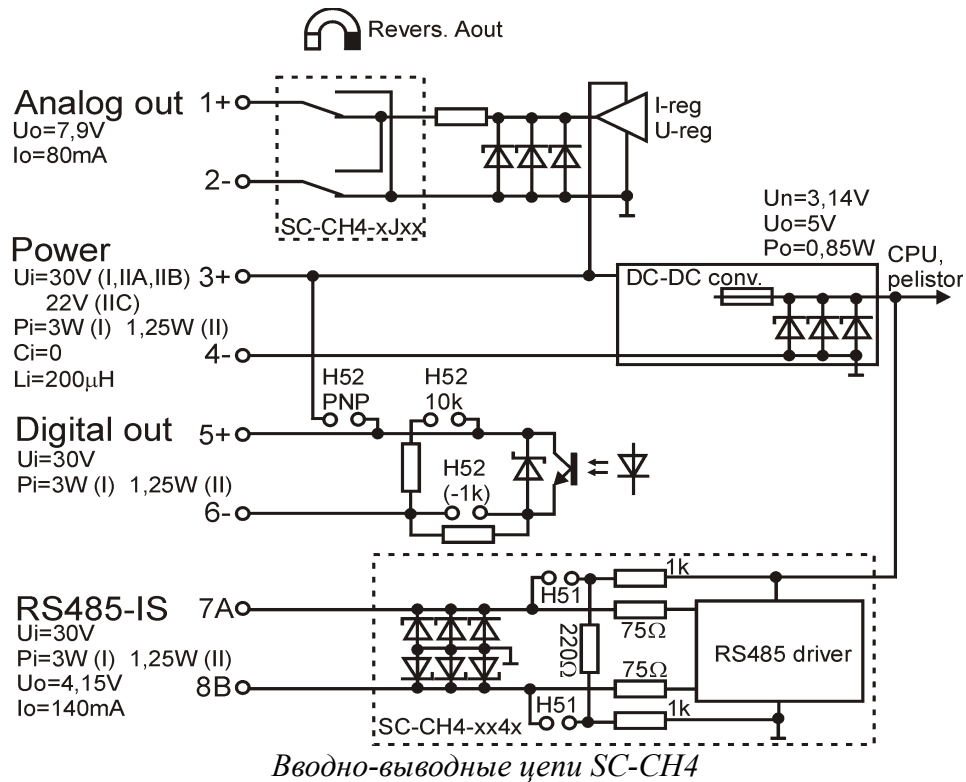 Revers. Aout
Analog out 1+
Uo=7,9V
Io=80mA
2-
I-reg
U-reg
SC-CH4-xJxx
Un=3,14V
Uo=5V
Po=0,85W
Power
Ui=30V (I,IIA,IIB) 3+
22V (IIC)
Pi=3W (I) 1,25W (II)
Ci=0
4-
Li=200μH
DC-DC conv.
CPU,
pelistor
H52
PNP
H52
10k
Digital out 5+
Ui=30V
Pi=3W (I) 1,25W (II)
6-
H52
(-1k)
RS485-IS 7A
Ui=30V
Pi=3W (I) 1,25W (II)
Uo=4,15V
8B
Io=140mA
H51
1k
75Ω
220Ω
RS485 driver
75Ω
H51
1k
SC-CH4-xx4x
Вводно-выводные цепи SC-CH4